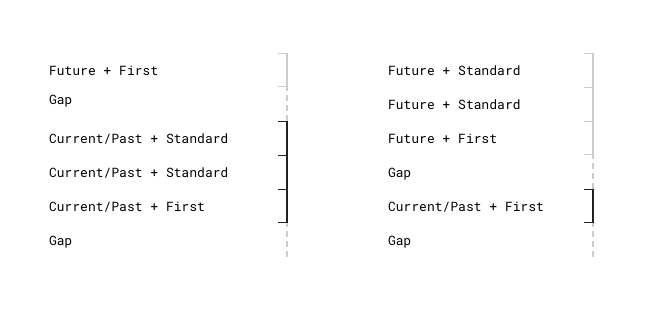 Future + First
Gap
Current/Past + Standard
Current/Past + Standard
Current/Past + First
Gap
Future + Standard
Future + Standard
Future + First
Gap
Current/Past + First
Gap